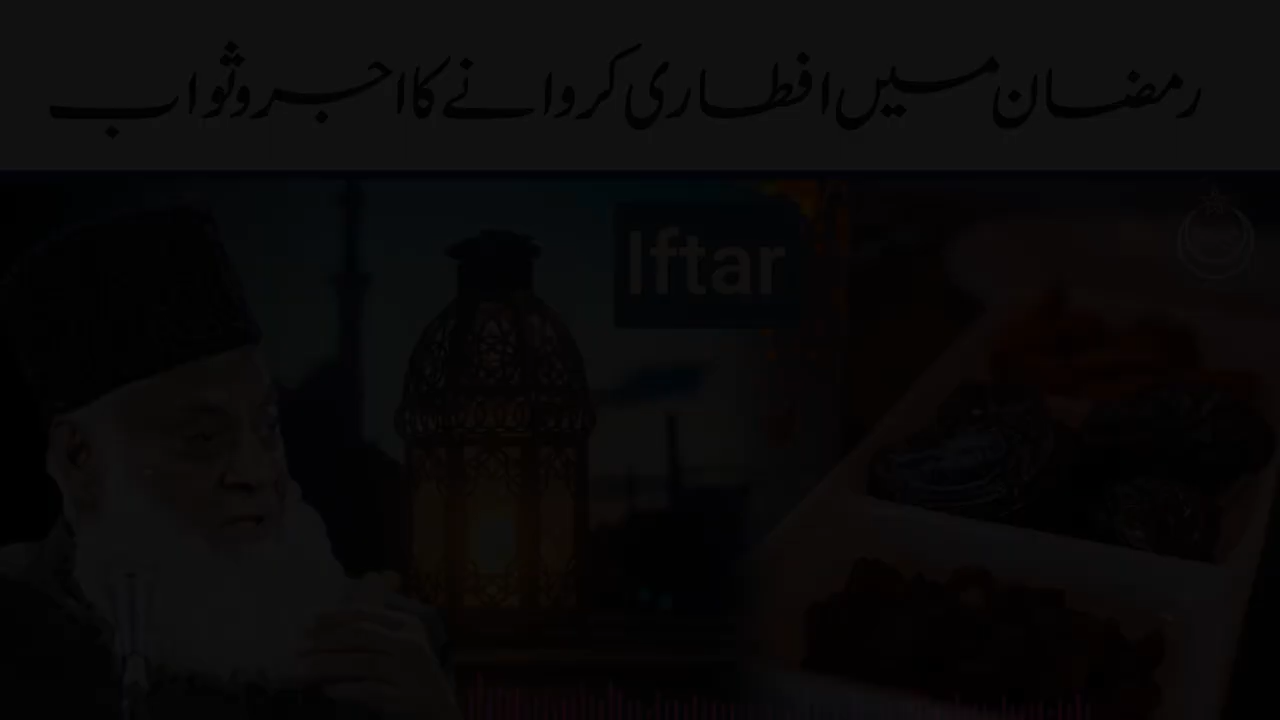 رمضان میں افطاری کروانے کا اجر و ثواب
Iftar